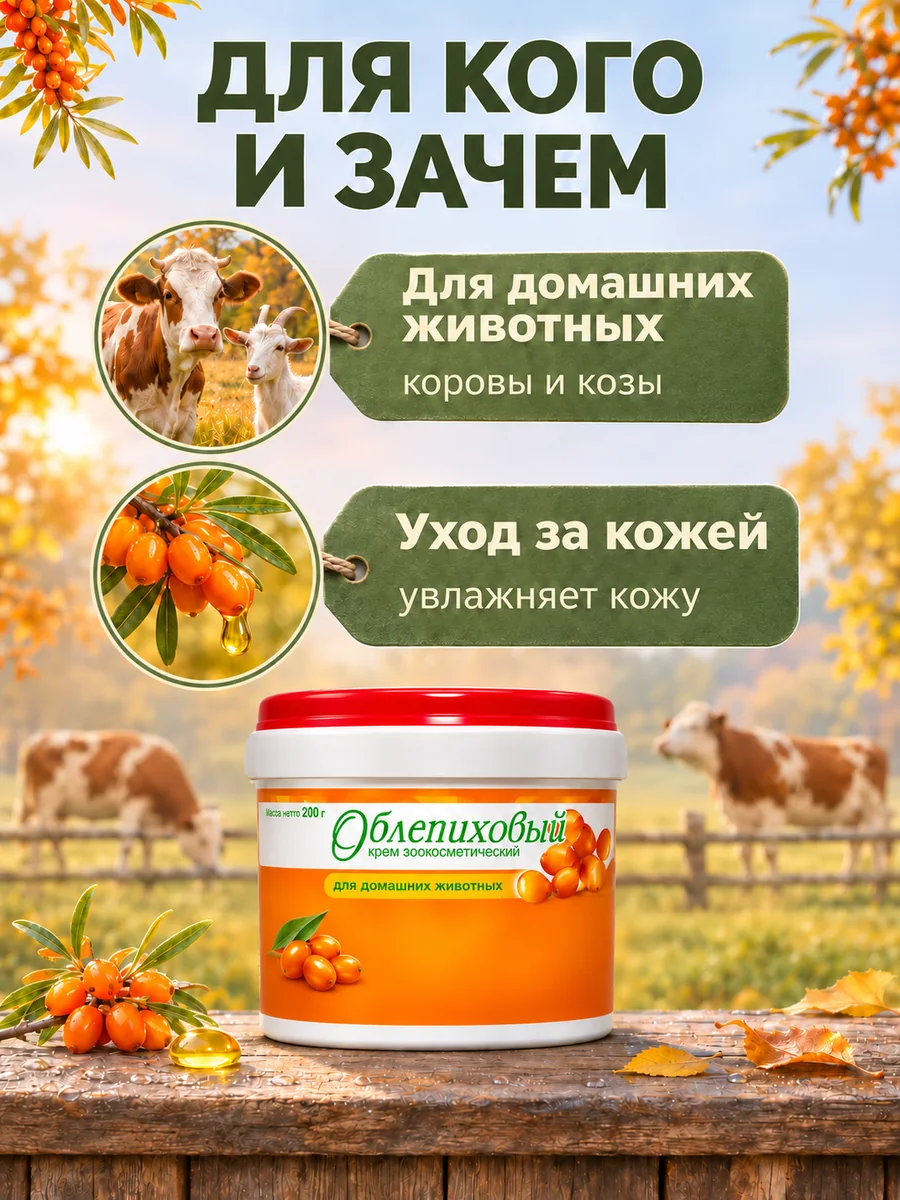 ДЛЯ КОГО
И ЗАЧЕМ
Для домашних
животных
коровы и козы
Уход за кожей
увлажняет кожу
Масса нетто 200 г
Облепиховый
крем зоокосметический
для домашних животных